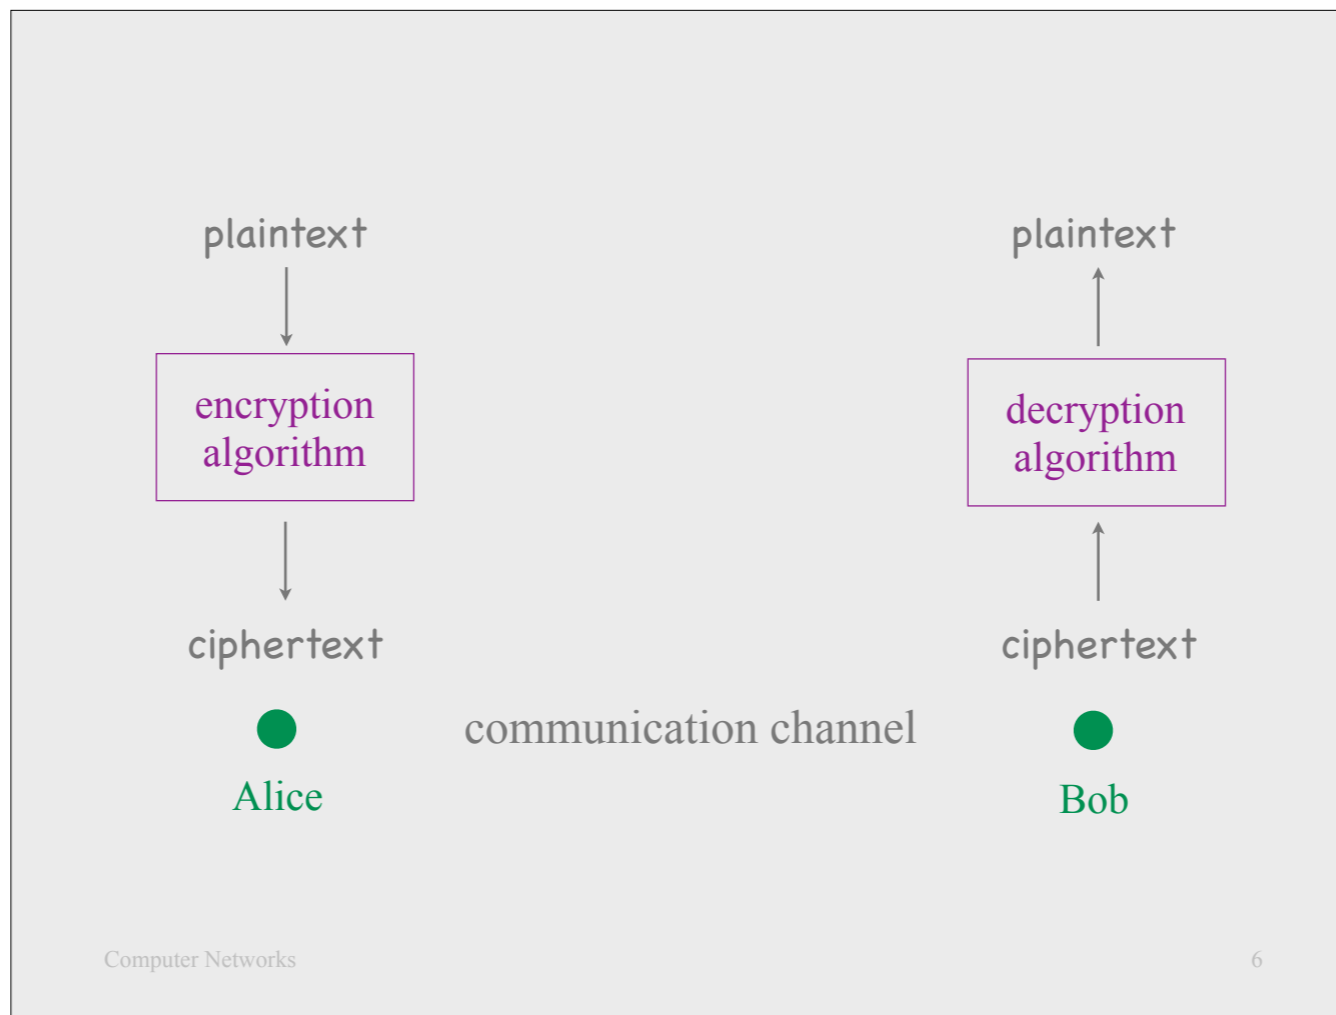 plaintext
plaintext
encryption
algorithm
decryption
algorithm
ciphertext
ciphertext
communication channel
Alice
Bob
Computer Networks
6